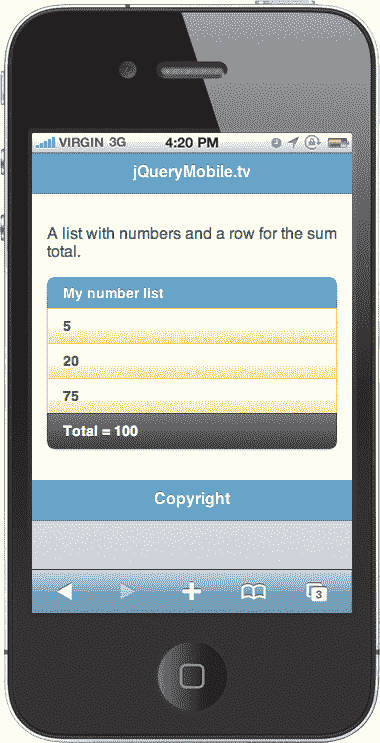 VIRGIN 3G 4:20 PM
jQueryMobile.tv
A list with numbers and a row for the sum
total.
My number list
5
20
75
Total = 100
Copyright
3